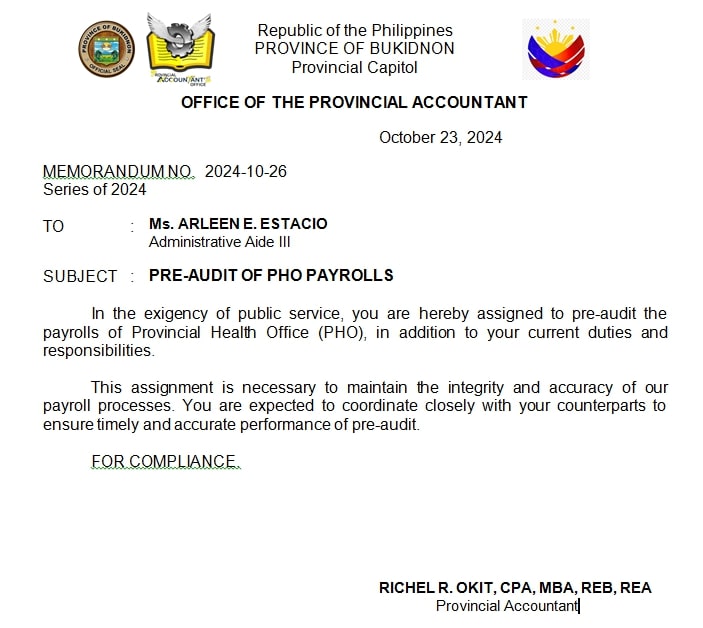 Republic of the Philippines
PROVINCE OF BUKIDNON
Provincial Capitol
PROVINCE OF BUKIDNON
OFFICIAL SEAL
PROVINCIAL
ACCOUNTANT'S
OFFICE
OFFICE OF THE PROVINCIAL ACCOUNTANT
October 23, 2024
MEMORANDUM NO. 2024-10-26
Series of 2024
TO : Ms. ARLEEN E. ESTACIO
Administrative Aide III
SUBJECT : PRE-AUDIT OF PHO PAYROLLS
In the exigency of public service, you are hereby assigned to pre-audit the
payrolls of Provincial Health Office (PHO), in addition to your current duties and
responsibilities.
This assignment is necessary to maintain the integrity and accuracy of our
payroll processes. You are expected to coordinate closely with your counterparts to
ensure timely and accurate performance of pre-audit.
FOR COMPLIANCE.
RICHEL R. OKIT, CPA, MBA, REB, REA
Provincial Accountant